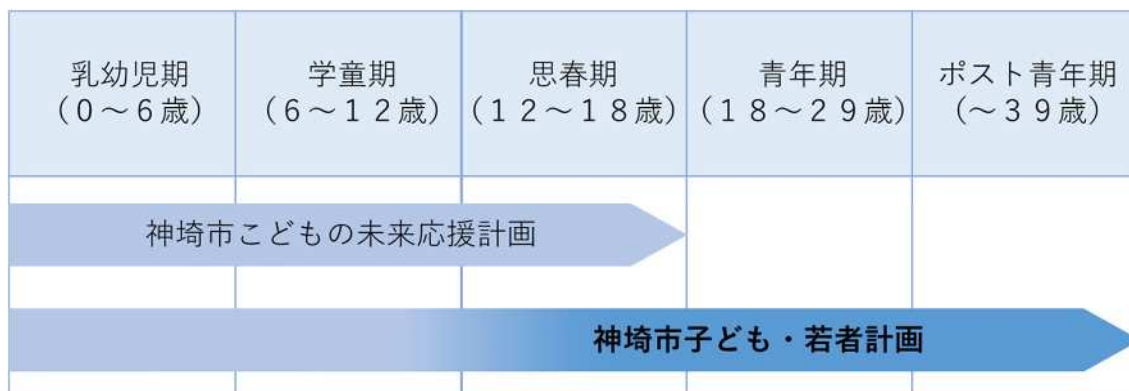 乳幼児期
（０～６歳）
学童期
（６～１２歳）
思春期
（１２～１８歳）
青年期
（１８～２９歳）
ポスト青年期
（～３９歳）
神埼市こどもの未来応援計画
神埼市子ども・若者計画